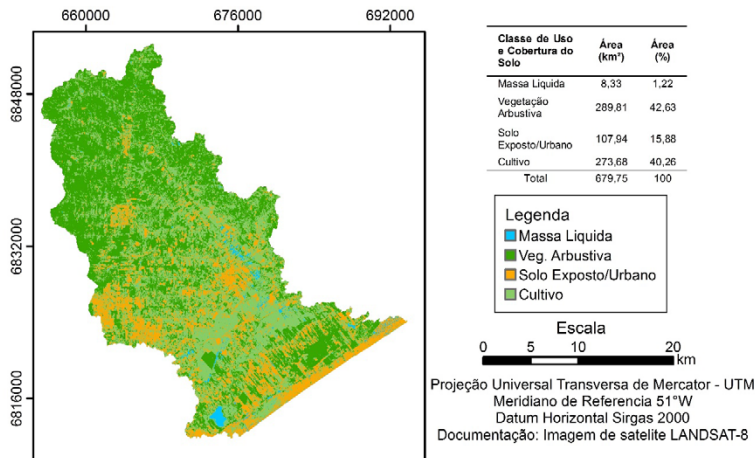 660000 676000 692000
6848000
6832000
6816000
Classe de Uso
e Cobertura do
Solo
Área
(km²)
Área
(%)
Massa Liquida 8,33 1,22
Vegetação
Arbustiva 289,81 42,63
Solo
Exposto/Urbano 107,94 15,88
Cultivo 273,68 40,26
Total 679,75 100
Legenda
Massa Liquida
Veg. Arbustiva
Solo Exposto/Urbano
Cultivo
Escala
0 5 10 20
km
Projeção Universal Transversa de Mercator - UTM
Meridiano de Referencia 51°W
Datum Horizontal Sirgas 2000
Documentação: Imagem de satelite LANDSAT-8